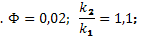 . Ф = 0,02; k₂/k₁ = 1,1;